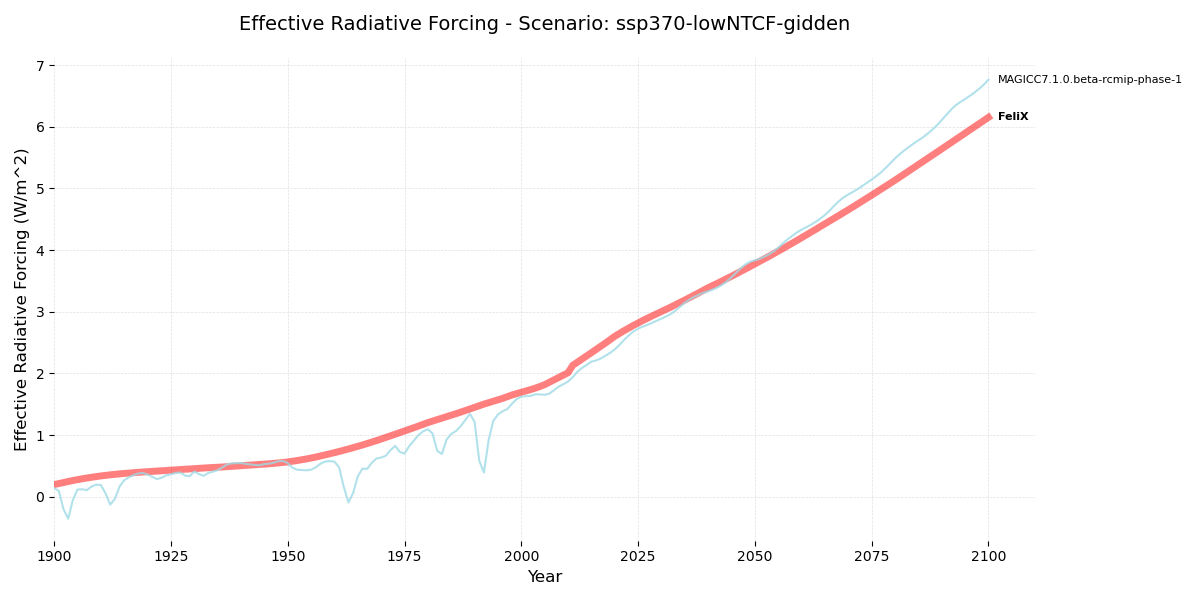 Effective Radiative Forcing - Scenario: ssp370-lowNTCF-gidden
7
6
5
4
3
2
1
0
Effective Radiative Forcing (W/m^2)
MAGICC7.1.0.beta-rcmip-phase-1
FeliX
1900 1925 1950 1975 2000 2025 2050 2075 2100
Year